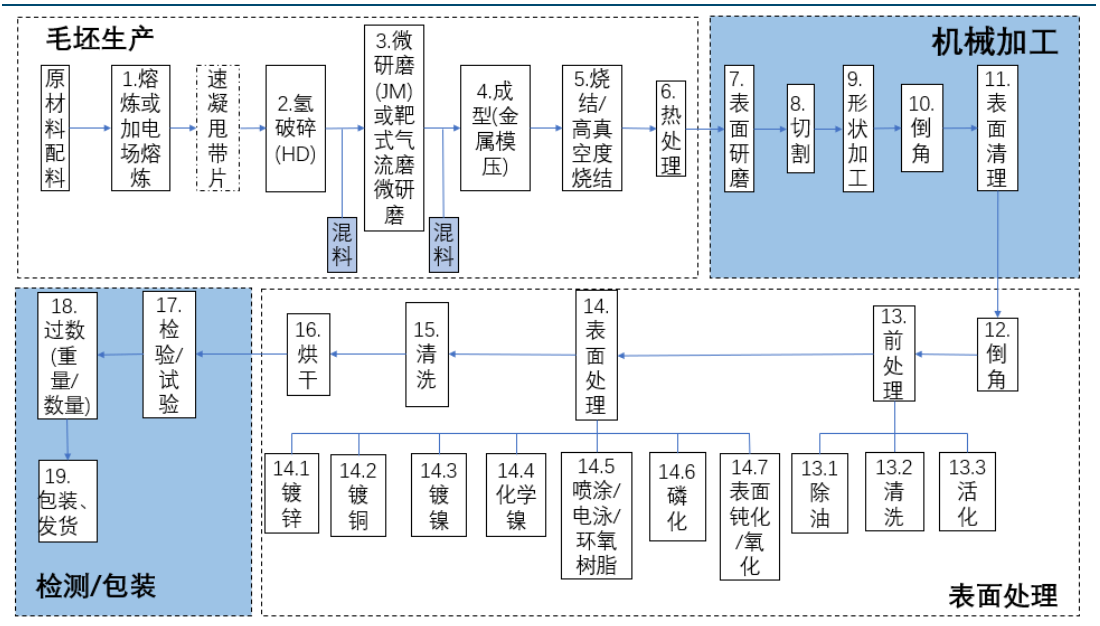 毛坯生产
原
材
料
配
料
1.熔
炼或
加电
场熔
炼
速
凝
甩
带
片
2.氢
破碎
(HD)
混
料
3.微
研磨
(JM)
或靶
式气
流磨
微研
磨
混
料
4.成
型(金
属模
压)
5.烧
结/
高真
空度
烧结
6.
热
处
理
机械加工
7.
表
面
研
磨
8.
切
割
9.
形
状
加
工
10.
倒
角
11.
表
面
清
理
12.
倒
角
13.
前
处
理
13.1
除
油
13.2
清
洗
13.3
活
化
14.
表
面
处
理
14.1
镀
锌
14.2
镀
铜
14.3
镀
镍
14.4
化学
镍
14.5
喷涂/
电泳/
环氧
树脂
14.6
磷
化
14.7
表面
钝化
/氧
化
15.
清
洗
16.
烘
干
表面处理
17.
检
验/
试
验
18.
过数
(重
量/
数量)
19.
包装、
发货
检测/包装